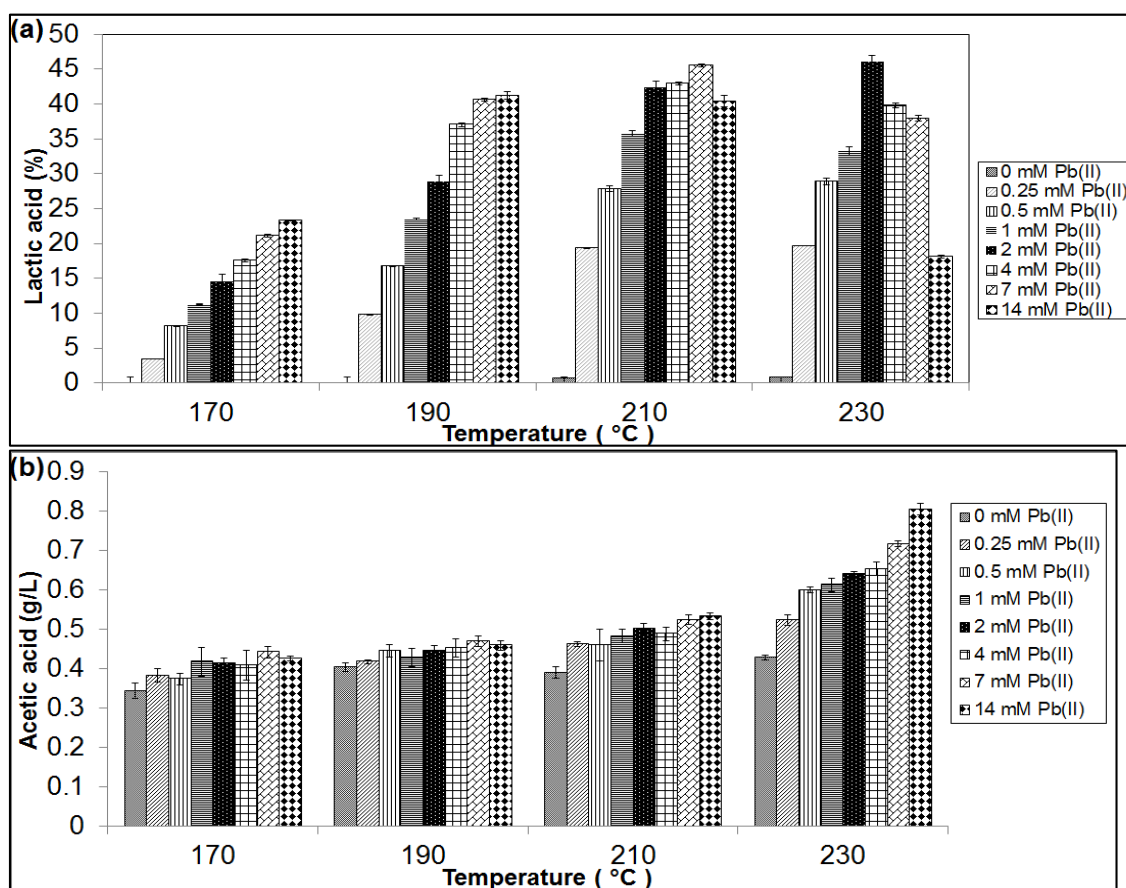 (a)
50
45
40
35
30
25
20
15
10
5
0
Lactic acid (%)
170 190 210 230
Temperature ( °C )
0 mM Pb(II)
0.25 mM Pb(II)
0.5 mM Pb(II)
1 mM Pb(II)
2 mM Pb(II)
4 mM Pb(II)
7 mM Pb(II)
14 mM Pb(II)
(b)
0.9
0.8
0.7
0.6
0.5
0.4
0.3
0.2
0.1
0
Acetic acid (g/L)
170 190 210 230
Temperature ( °C )
0 mM Pb(II)
0.25 mM Pb(II)
0.5 mM Pb(II)
1 mM Pb(II)
2 mM Pb(II)
4 mM Pb(II)
7 mM Pb(II)
14 mM Pb(II)